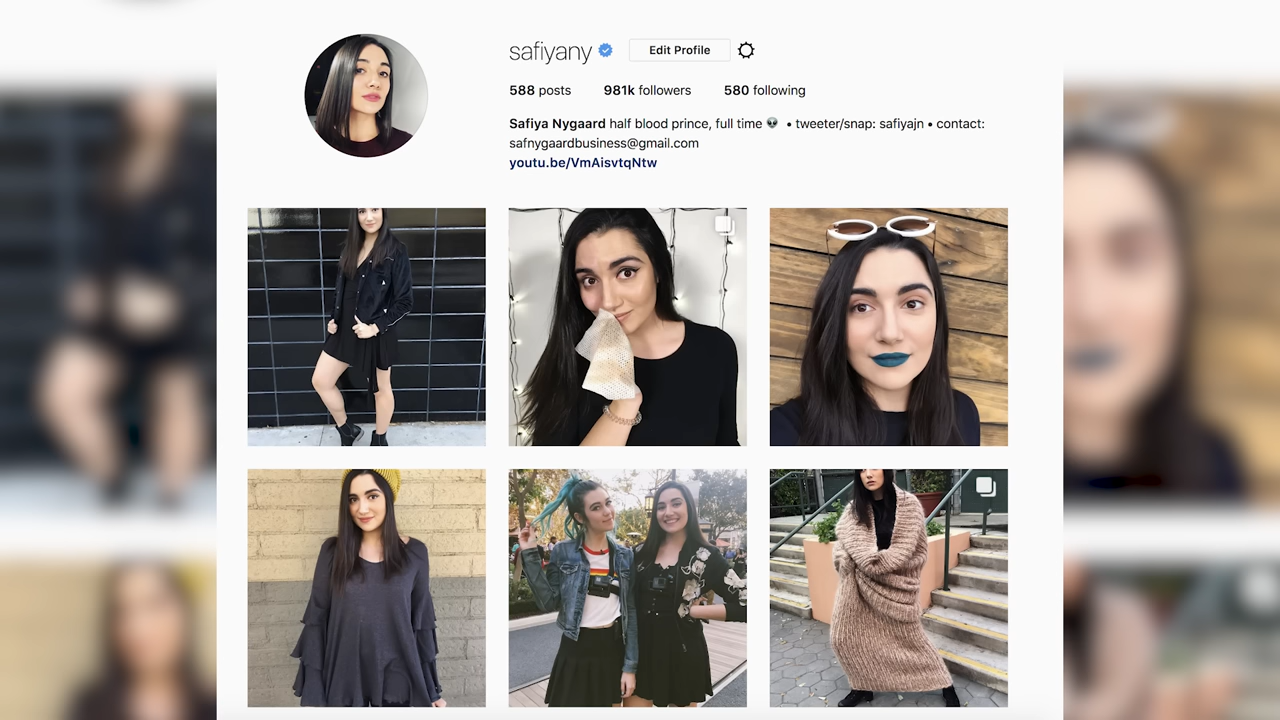 safiyany
Edit Profile
588 posts 981k followers 580 following
Safiya Nygaard half blood prince, full time 👽 • tweeter/snap: safiyajn • contact:
safnygaardbusiness@gmail.com
youtu.be/VmAisvtqNtw